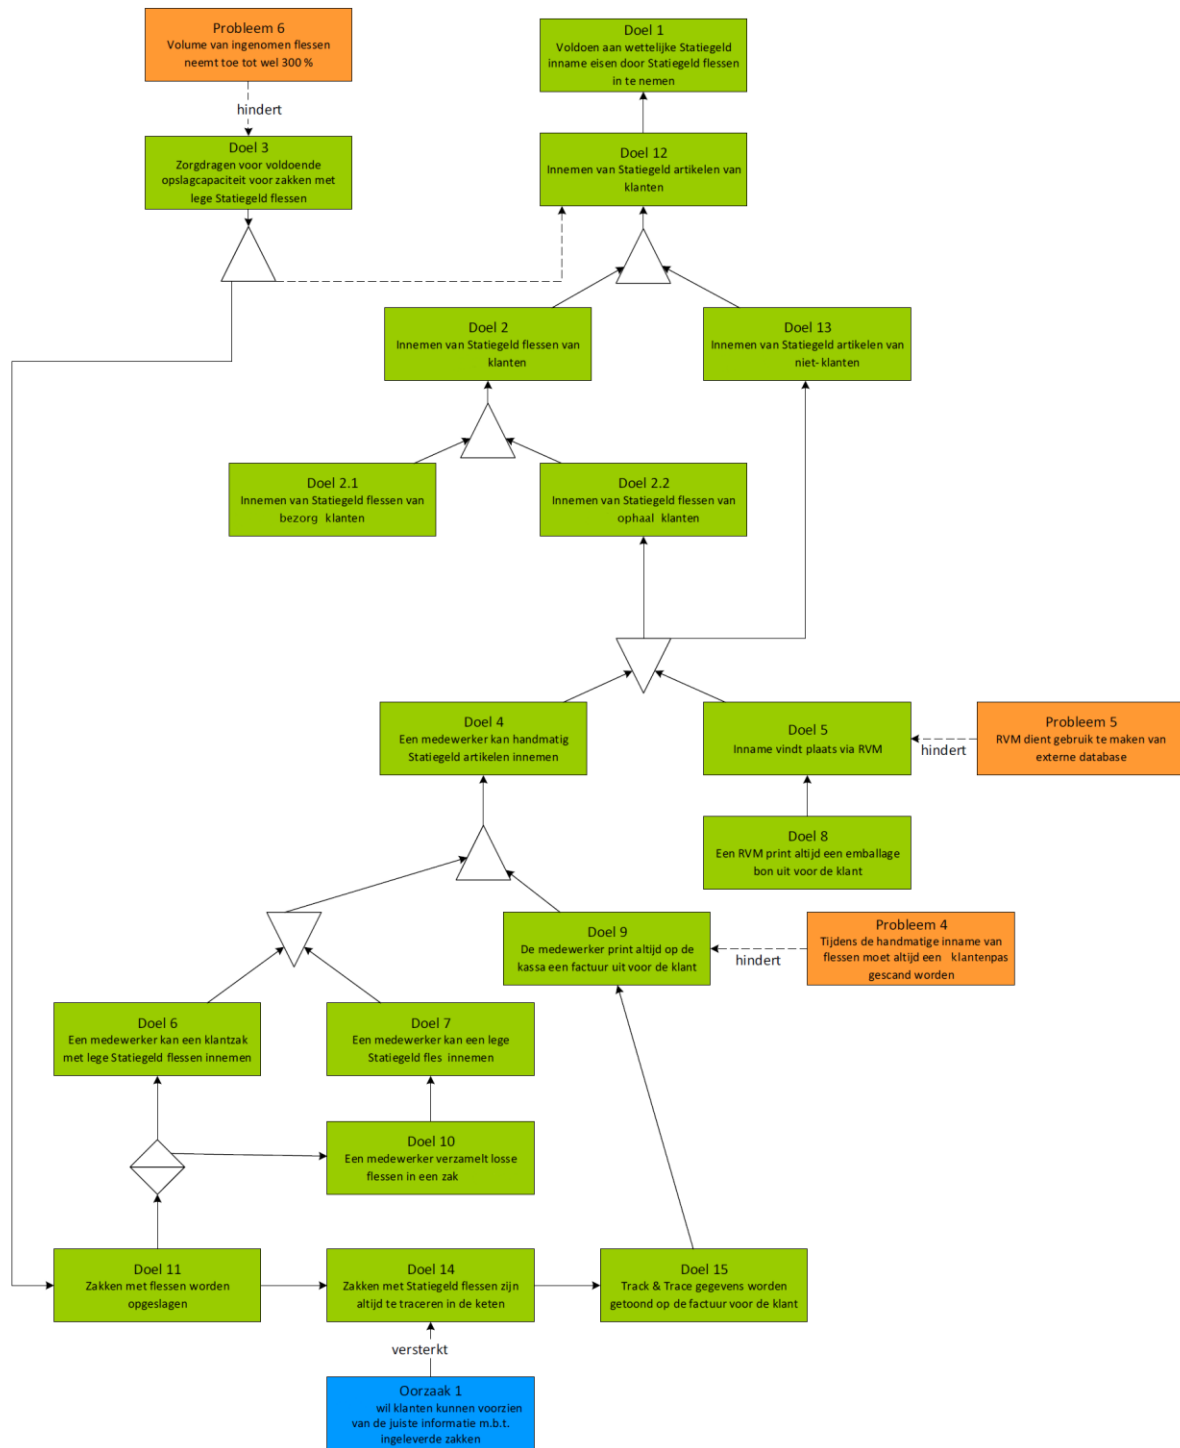 Probleem 6
Volume van ingenomen flessen
neemt toe tot wel 300 %
hindert
Doel 3
Zorgdragen voor voldoende
opslagcapaciteit voor zakken met
lege Statiegeld flessen
Doel 1
Voldoen aan wettelijke Statiegeld
inname eisen door Statiegeld flessen
in te nemen
Doel 12
Innemen van Statiegeld artikelen van
klanten
Doel 2
Innemen van Statiegeld flessen van
klanten
Doel 13
Innemen van Statiegeld artikelen van
niet-klanten
Doel 2.1
Innemen van Statiegeld flessen van
bezorg klanten
Doel 2.2
Innemen van Statiegeld flessen van
ophaal klanten
Doel 4
Een medewerker kan handmatig
Statiegeld artikelen innemen
Doel 5
Inname vindt plaats via RVM
hindert
Probleem 5
RVM dient gebruik te maken van
externe database
Doel 8
Een RVM print altijd een emballage
bon uit voor de klant
Doel 9
De medewerker print altijd op de
kassa een factuur uit voor de klant
hindert
Probleem 4
Tijdens de handmatige inname van
flessen moet altijd een klantenpas
gescand worden
Doel 6
Een medewerker kan een klantzak
met lege Statiegeld flessen innemen
Doel 7
Een medewerker kan een lege
Statiegeld fles innemen
Doel 10
Een medewerker verzamelt losse
flessen in een zak
Doel 11
Zakken met flessen worden
opgeslagen
Doel 14
Zakken met Statiegeld flessen zijn
altijd te traceren in de keten
Doel 15
Track & Trace gegevens worden
getoond op de factuur voor de klant
versterkt
Oorzaak 1
wil klanten kunnen voorzien
van de juiste informatie m.b.t.
ingeleverde zakken